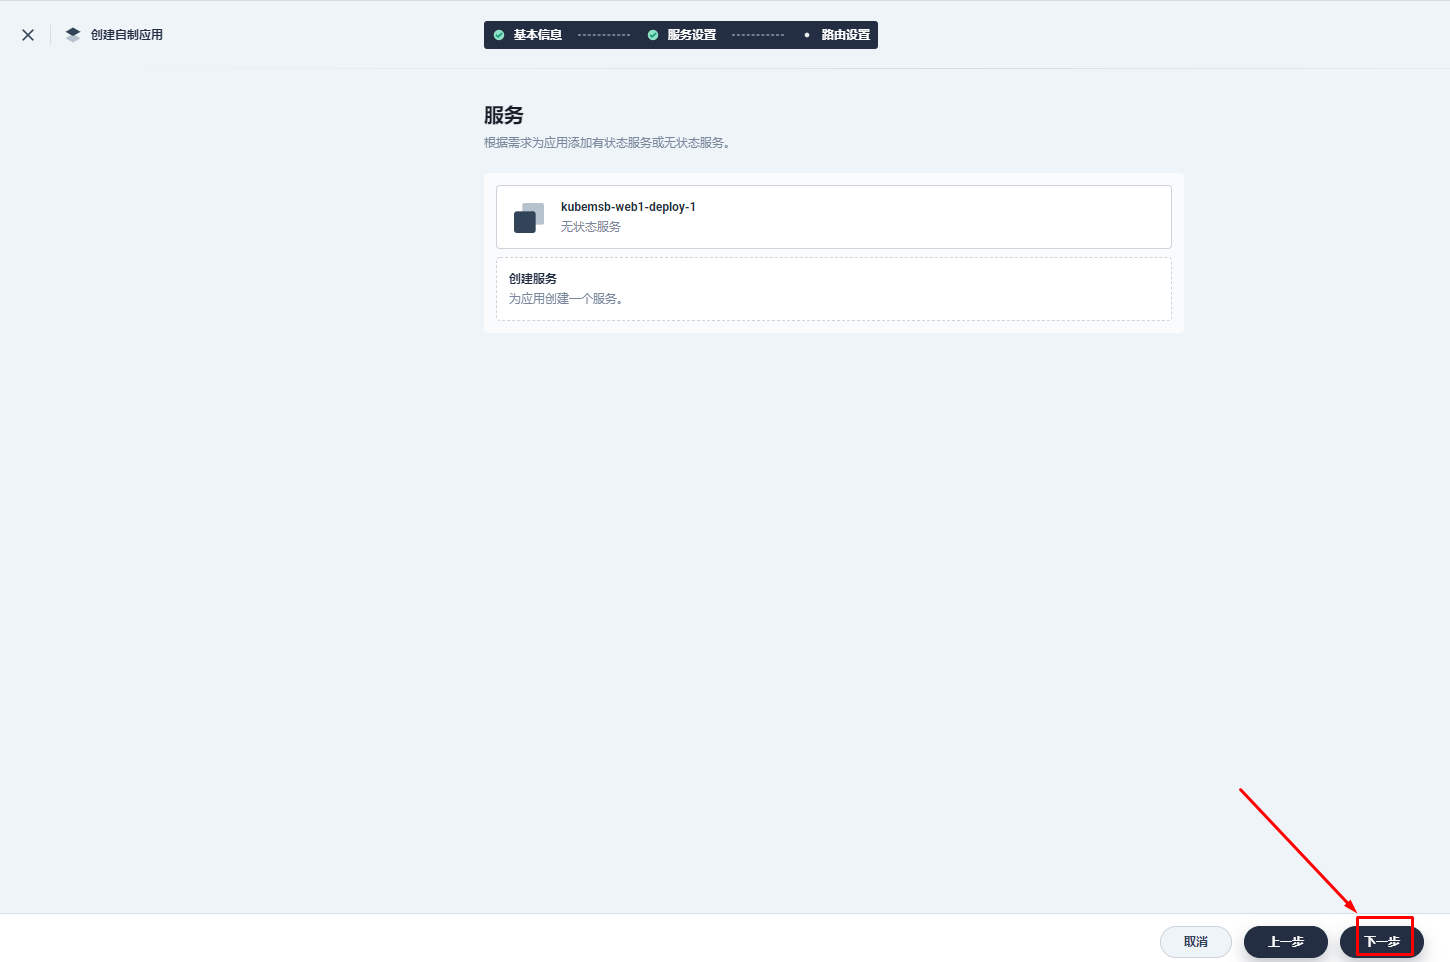 创建自制应用
基本信息
服务设置
路由设置
服务
根据需求为应用添加有状态服务或无状态服务。
kubemsb-web1-deploy-1
无状态服务
创建服务
为应用创建一个服务。
取消
上一步
下一步